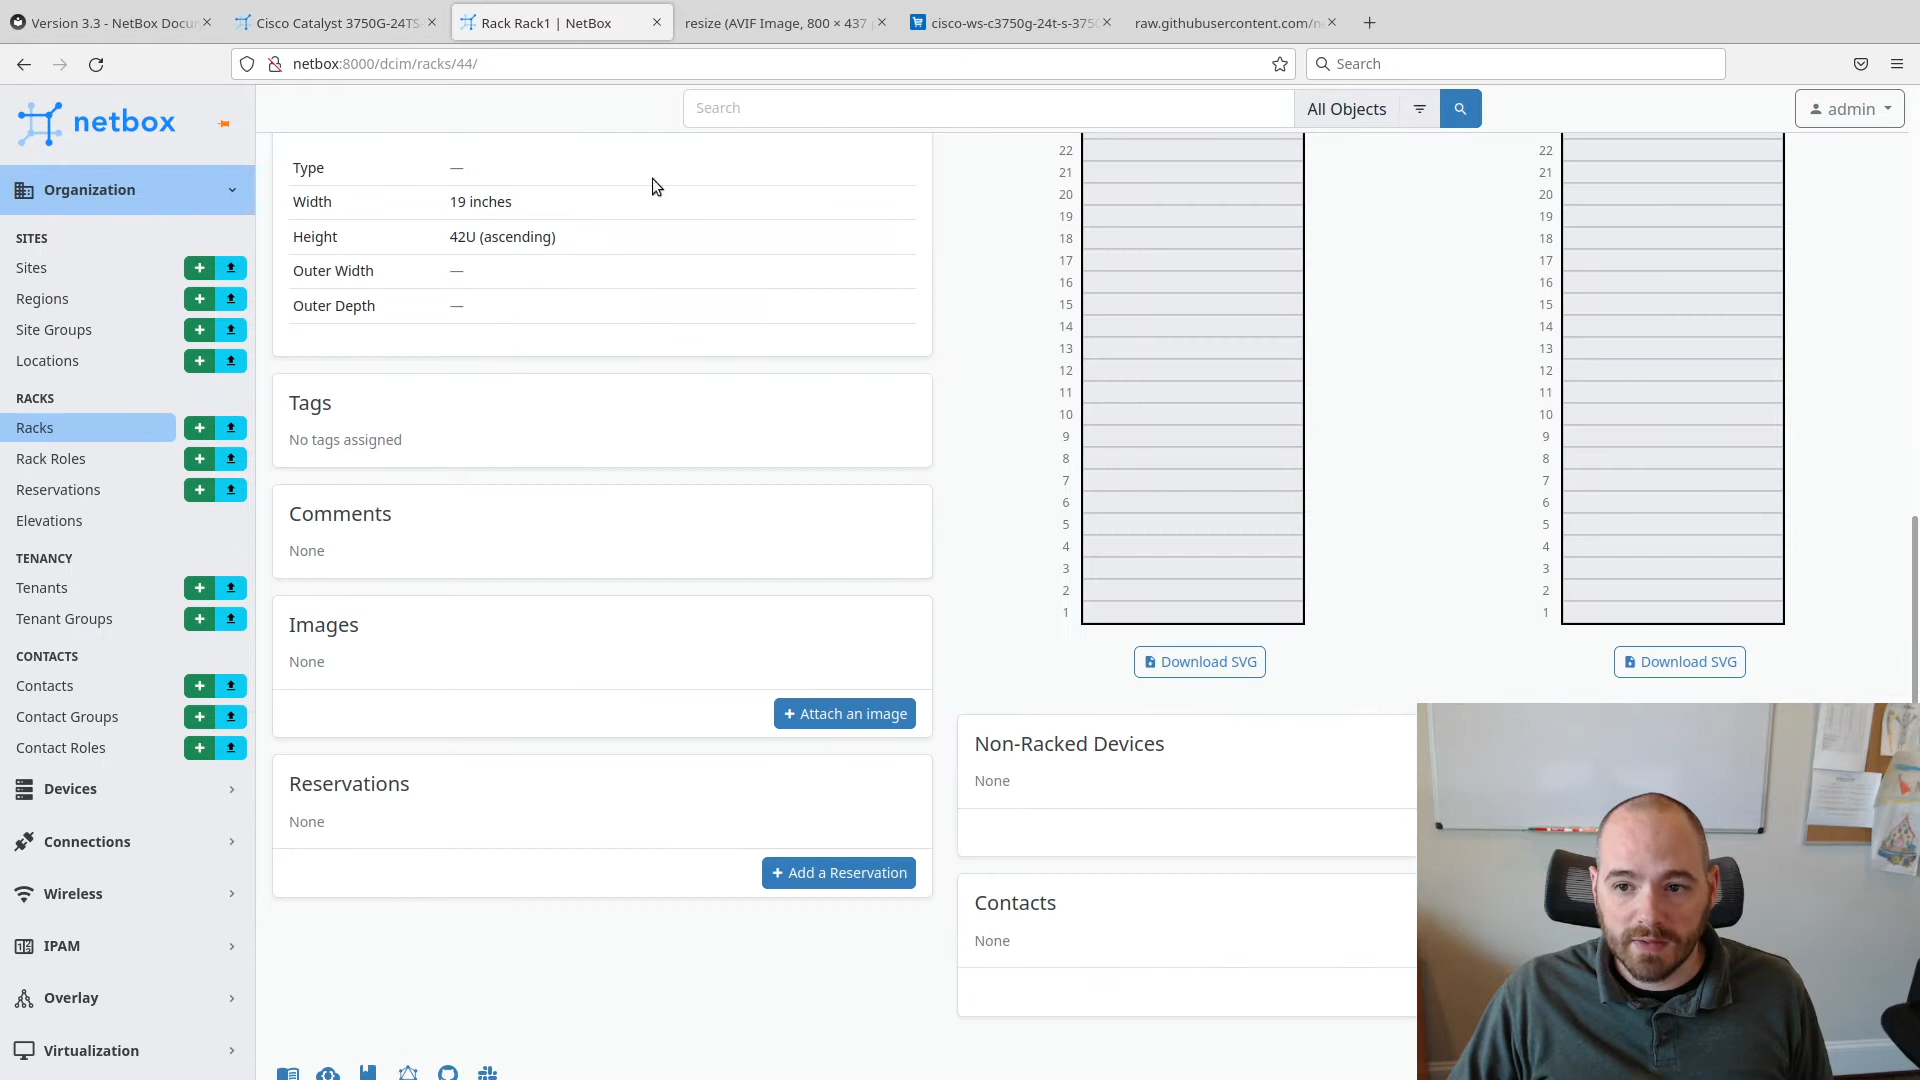 Version 3.3 - NetBox Docu
Cisco Catalyst 3750G-24TS-
Rack Rack1 | NetBox
resize (AVIF Image, 800 × 437
cisco-ws-c3750g-24t-s-375
raw.githubusercontent.com/n
netbox:8000/dcim/racks/44/
Search
netbox
Search
All Objects
admin
Organization
SITES
Sites
Regions
Site Groups
Locations
RACKS
Racks
Rack Roles
Reservations
Elevations
TENANCY
Tenants
Tenant Groups
CONTACTS
Contacts
Contact Groups
Contact Roles
Devices
Connections
Wireless
IPAM
Overlay
Virtualization
Type —
Width 19 inches
Height 42U (ascending)
Outer Width —
Outer Depth —
Tags
No tags assigned
Comments
None
Images
None
+ Attach an image
Reservations
None
+ Add a Reservation
22 22
21 21
20 20
19 19
18 18
17 17
16 16
15 15
14 14
13 13
12 12
11 11
10 10
9 9
8 8
7 7
6 6
5 5
4 4
3 3
2 2
1 1
Download SVG Download SVG
Non-Racked Devices
None
Contacts
None